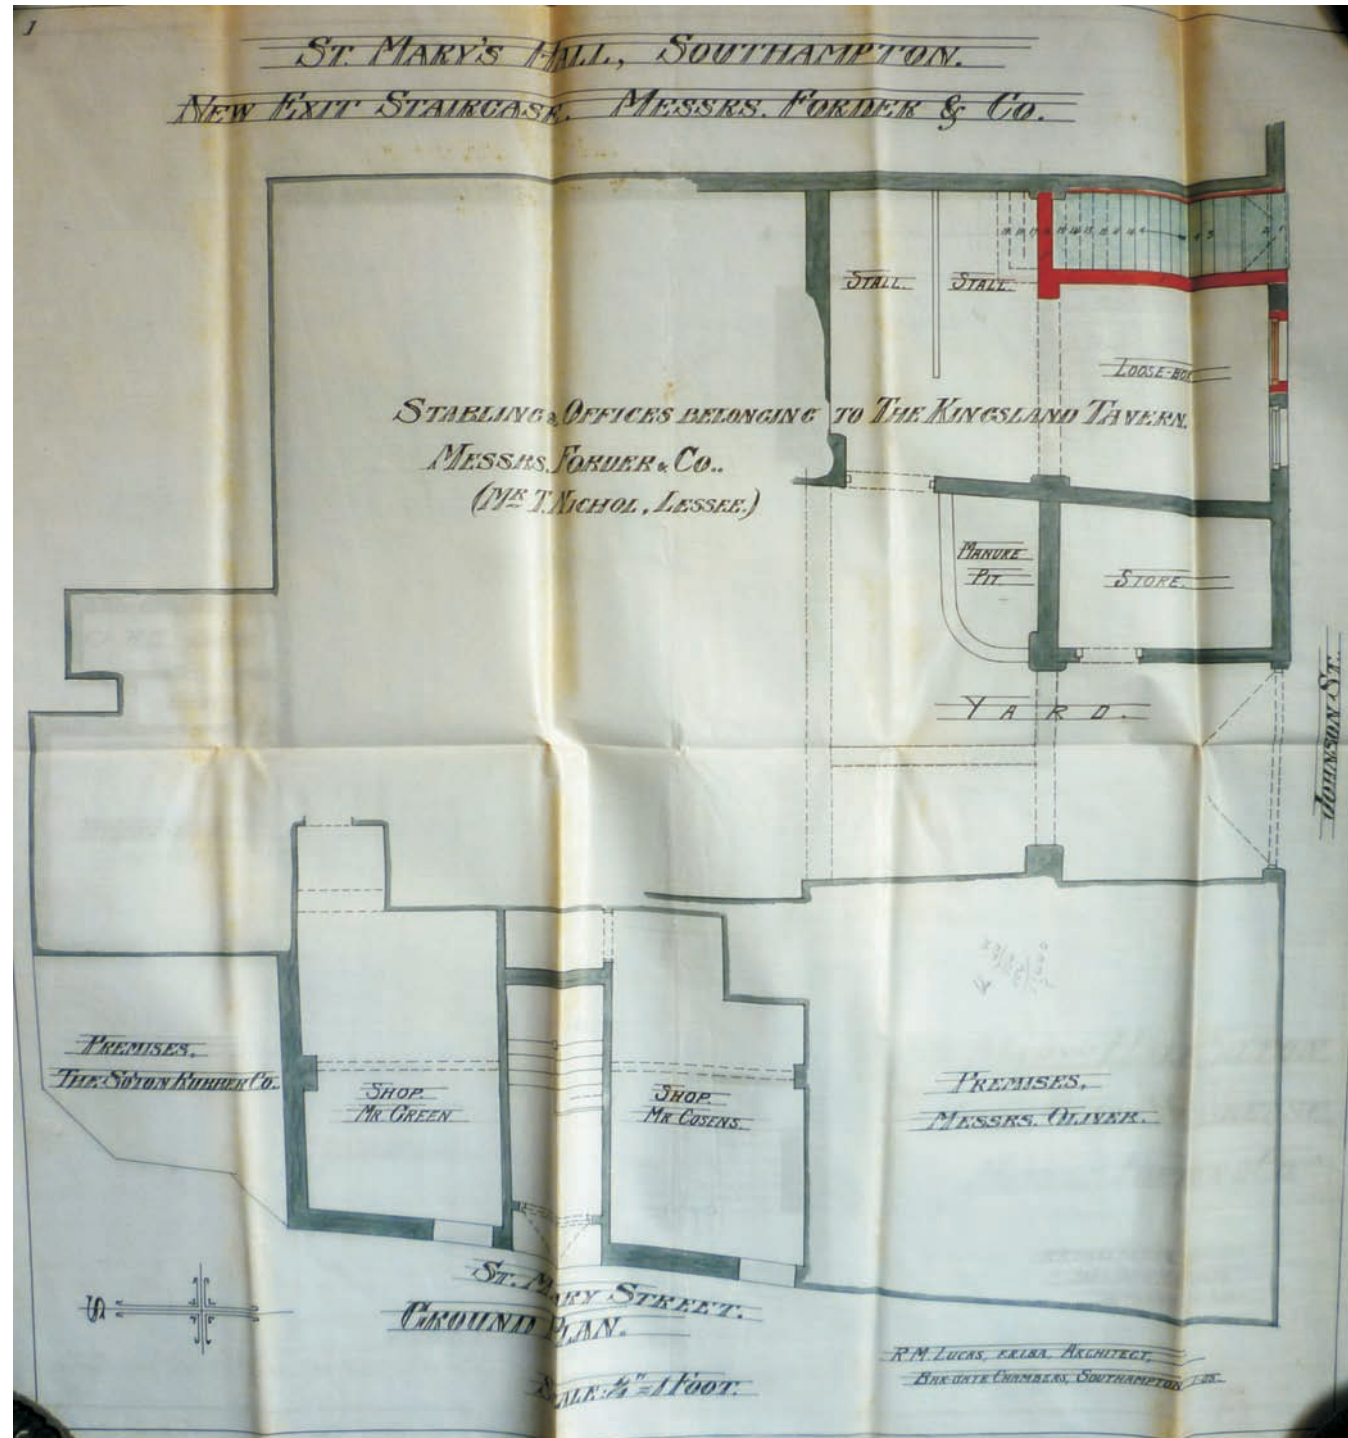 1
ST. MARY'S HALL, SOUTHAMPTON.
NEW EXIT STAIRCASE. MESSRS. FORDER & CO.
STALL.
STALL.
LOOSE-BOX
STABLING & OFFICES BELONGING TO THE KINGSLAND TAVERN.
MESSRS. FORDER & CO..
(MR T. NICHOL, LESSEE.)
MANURE
PIT.
STORE.
YARD.
JOHNSON ST.
PREMISES.
THE SO'TON RUBBER CO.
SHOP.
MR GREEN
SHOP.
MR COSENS.
PREMISES.
MESSRS. OLIVER.
ST. MARY STREET.
GROUND PLAN.
S
SCALE: = 1 FOOT.
R.M. LUCAS, F.R.I.B.A. ARCHITECT,
BAR GATE CHAMBERS, SOUTHAMPTON